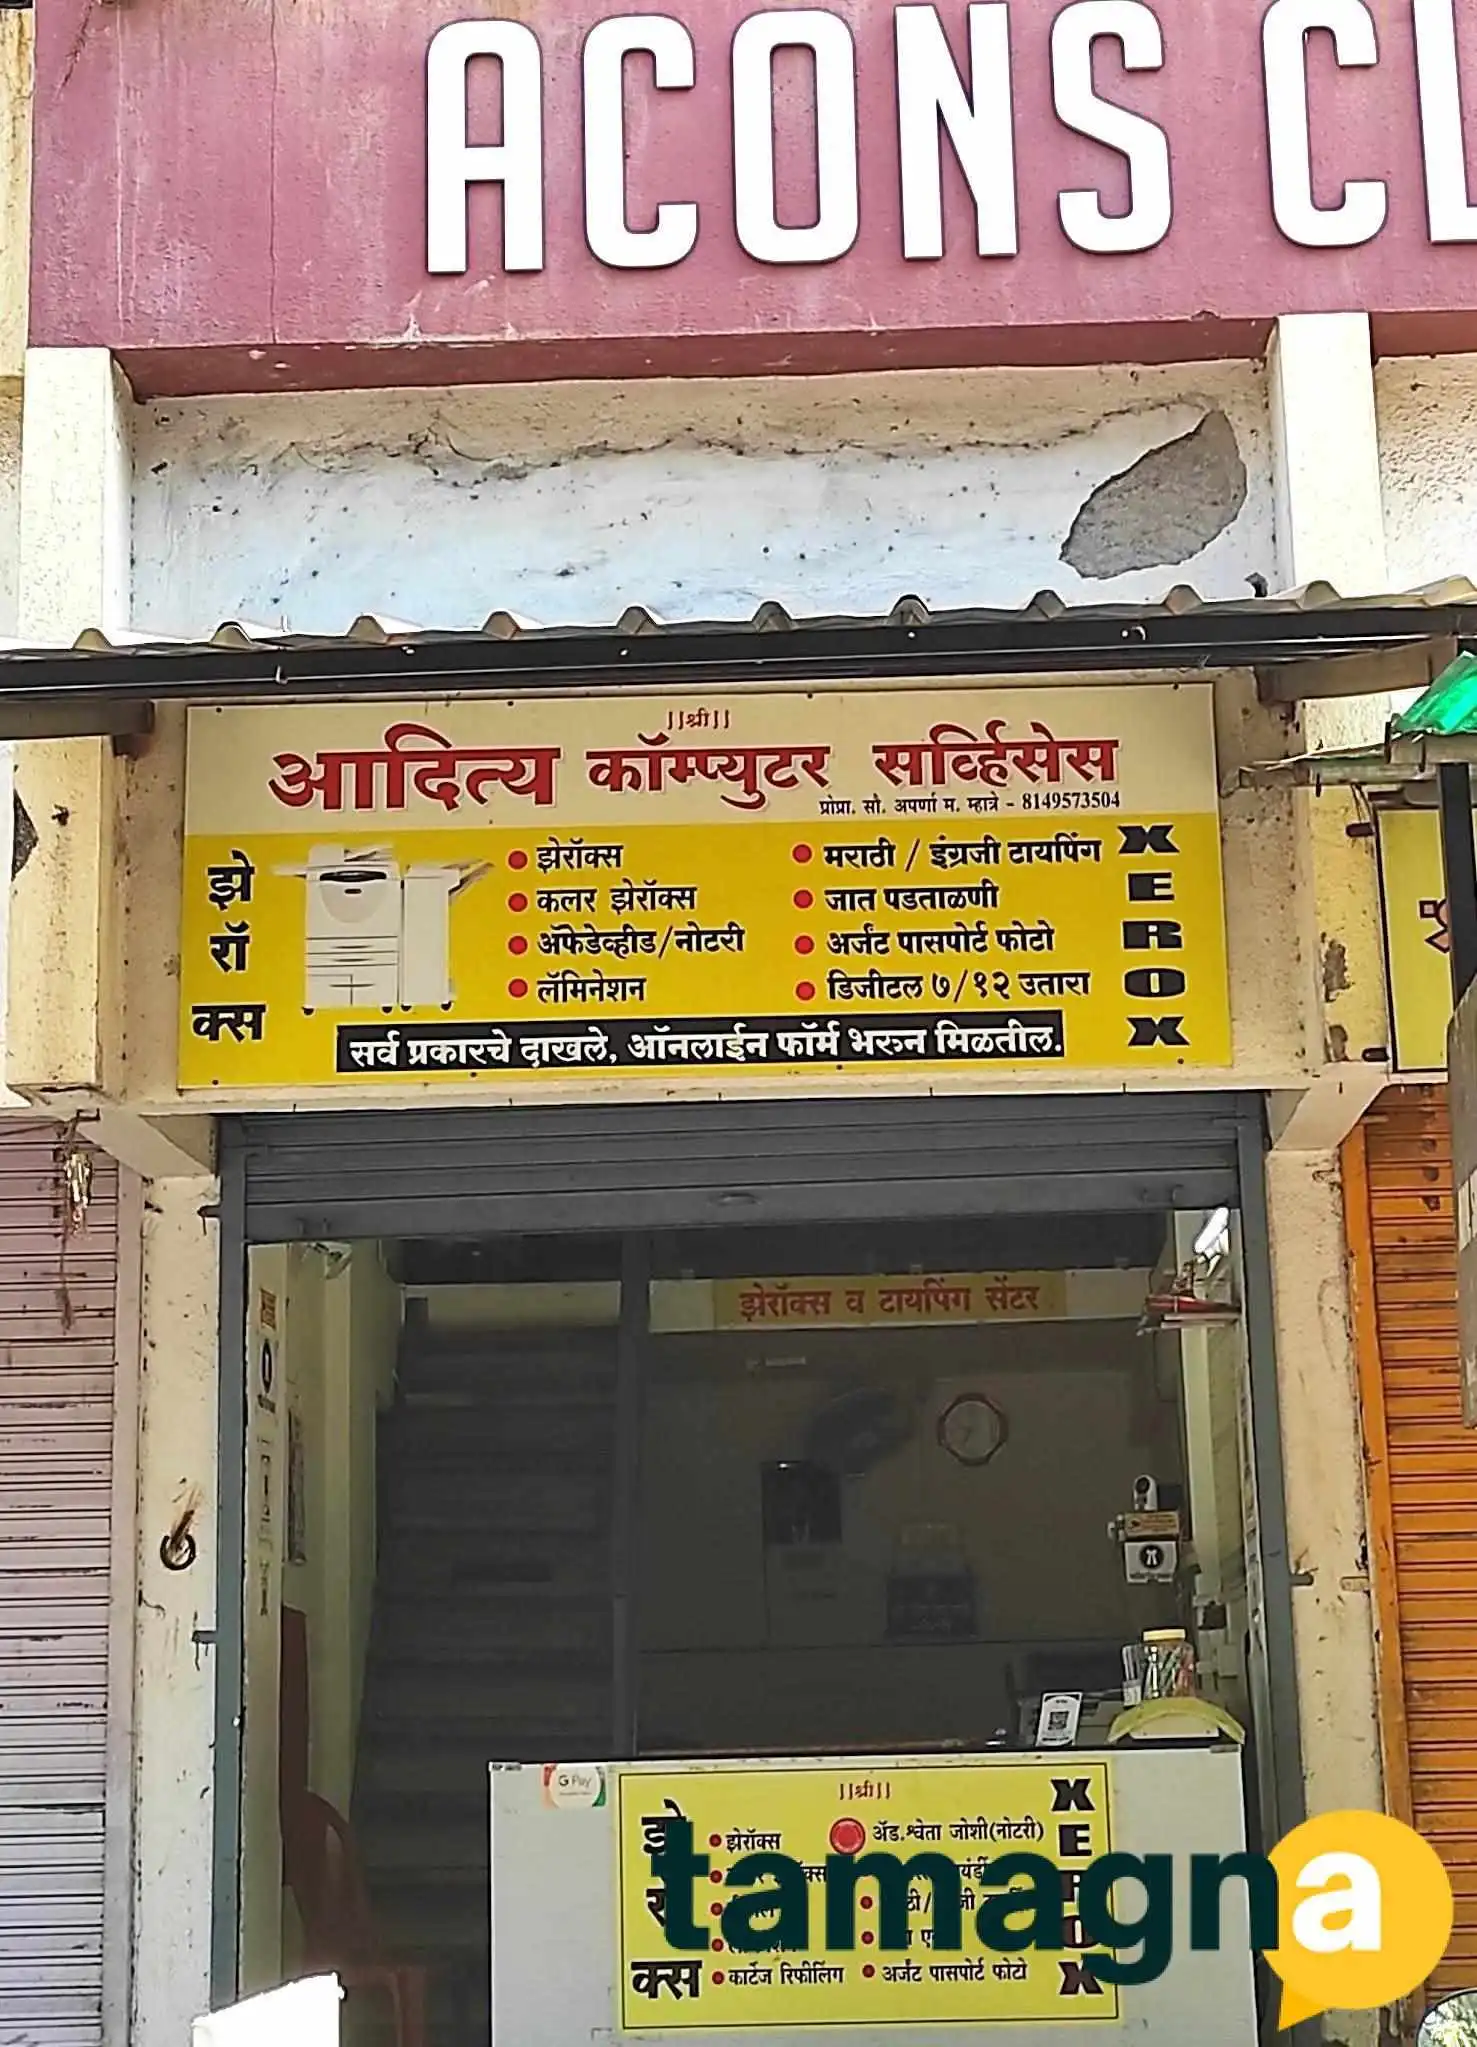 ACONS CL
||श्री||
आदित्य कॉम्प्युटर सर्व्हिसेस
प्रोप्रा. सौ. अपर्णा म. म्हात्रे - 8149573504
झेरॉक्स
• झेरॉक्स
• कलर झेरॉक्स
• ॲफेडेव्हीड/नोटरी
• लॅमिनेशन
• मराठी / इंग्रजी टायपिंग
• जात पडताळणी
• अर्जंट पासपोर्ट फोटो
• डिजीटल ७/१२ उतारा
XEROX
सर्व प्रकारचे दाखले, ऑनलाईन फॉर्म भरुन मिळतील.
झेरॉक्स व टायपिंग सेंटर
G Pay
||श्री||
• झेरॉक्स
• कार्टेज रिफीलिंग
ॲड.श्वेता जोशी(नोटरी)
• अर्जंट पासपोर्ट फोटो
XEROX
tamagna